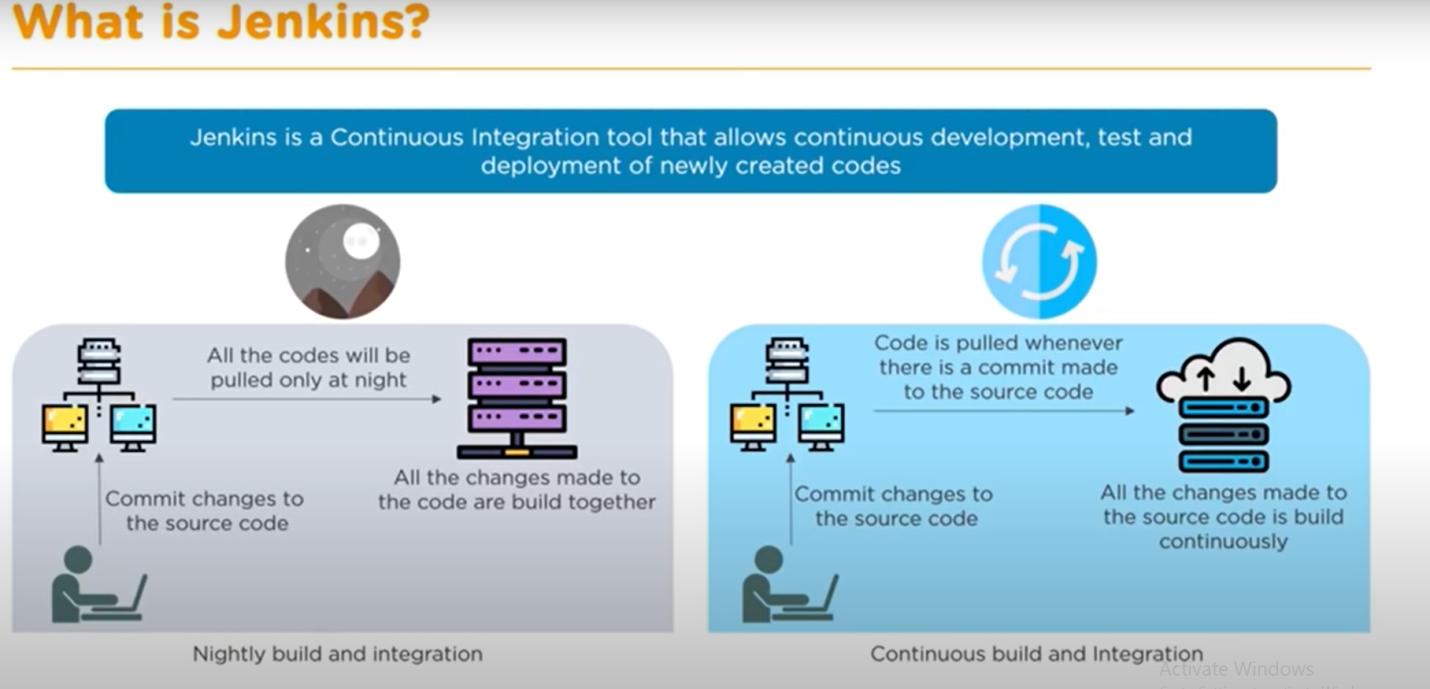 What is Jenkins?
Jenkins is a Continuous Integration tool that allows continuous development, test and
deployment of newly created codes
All the codes will be
pulled only at night
Commit changes to
the source code
All the changes made to
the code are build together
Nightly build and integration
Code is pulled whenever
there is a commit made
to the source code
Commit changes to
the source code
All the changes made to
the source code is build
continuously
Continuous build and Integration
Activate Windows